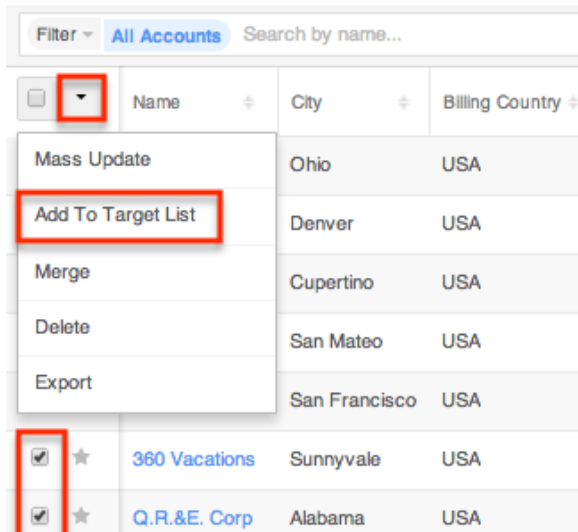 Filter All Accounts Search by name...
Name City Billing Country
Mass Update Ohio USA
Add To Target List Denver USA
Merge Cupertino USA
Delete San Mateo USA
Export San Francisco USA
360 Vacations Sunnyvale USA
Q.R.&E. Corp Alabama USA